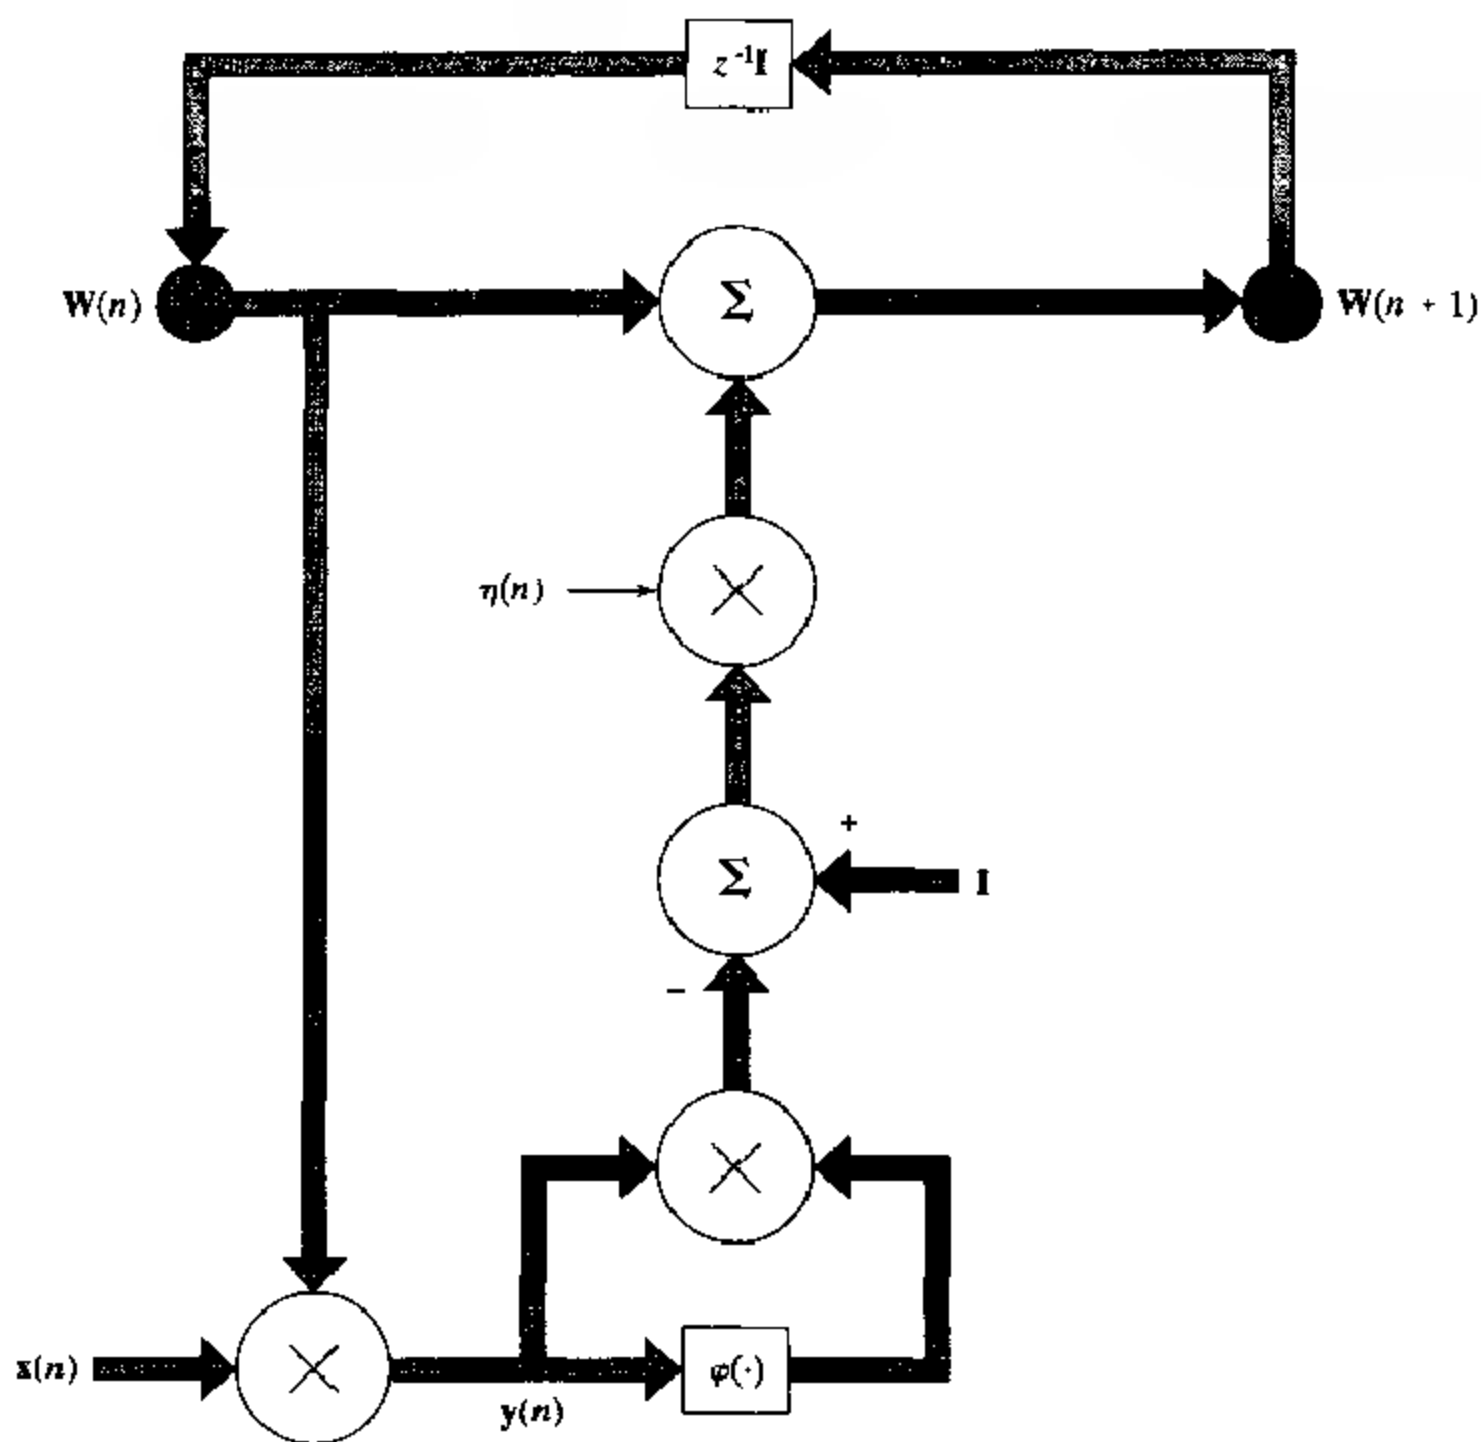 z⁻¹I
W(n)
Σ
W(n + 1)
η(n)
×
Σ
+
I
−
×
x(n)
×
y(n)
φ(·)